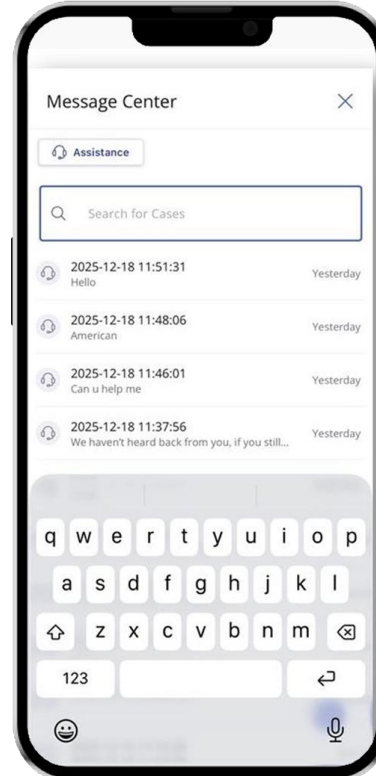 Message Center
Assistance
Search for Cases
2025-12-18 11:51:31
Yesterday
Hello
2025-12-18 11:48:06
Yesterday
American
2025-12-18 11:46:01
Yesterday
Can u help me
2025-12-18 11:37:56
Yesterday
We haven't heard back from you, if you still...
q w e r t y u i o p
a s d f g h j k l
z x c v b n m
123